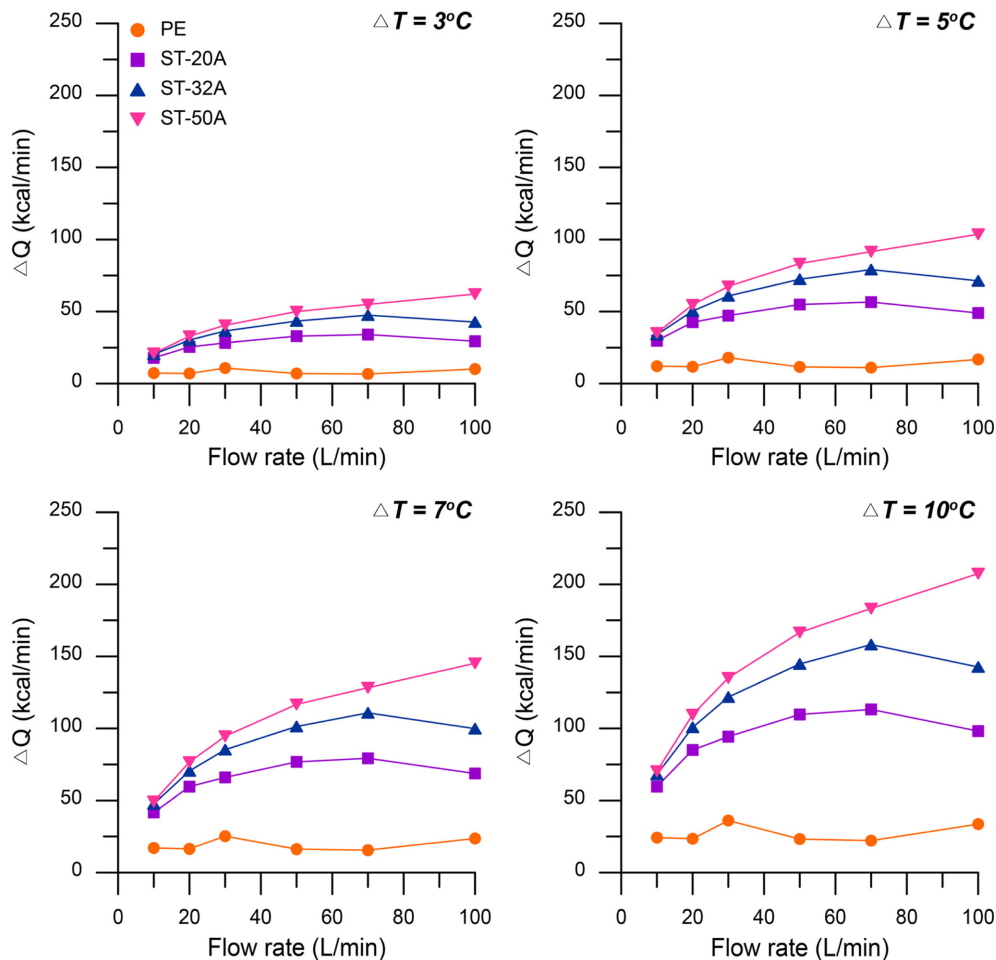 △ T = 3°C
250
200
150
100
50
0
△Q (kcal/min)
PE
ST-20A
ST-32A
ST-50A
0 20 40 60 80 100
Flow rate (L/min)
△ T = 5°C
250
200
150
100
50
0
△Q (kcal/min)
0 20 40 60 80 100
Flow rate (L/min)
△ T = 7°C
250
200
150
100
50
0
△Q (kcal/min)
0 20 40 60 80 100
Flow rate (L/min)
△ T = 10°C
250
200
150
100
50
0
△Q (kcal/min)
0 20 40 60 80 100
Flow rate (L/min)